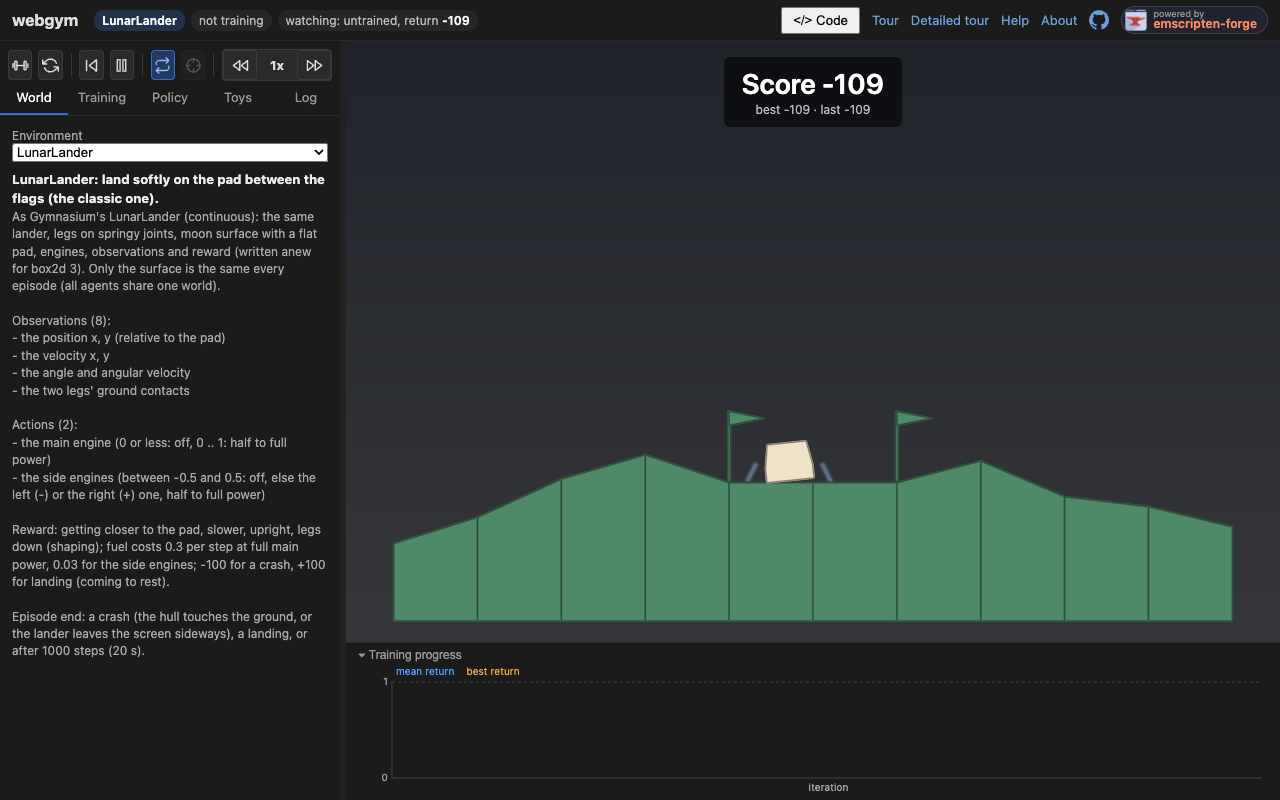 webgym
LunarLander
not training
watching: untrained, return -109
</> Code
Tour
Detailed tour
Help
About
powered by
emscripten-forge
1x
World
Training
Policy
Toys
Log
Environment
LunarLander
LunarLander: land softly on the pad between the
flags (the classic one).
As Gymnasium's LunarLander (continuous): the same
lander, legs on springy joints, moon surface with a flat
pad, engines, observations and reward (written anew
for box2d 3). Only the surface is the same every
episode (all agents share one world).
Observations (8):
- the position x, y (relative to the pad)
- the velocity x, y
- the angle and angular velocity
- the two legs' ground contacts
Actions (2):
- the main engine (0 or less: off, 0 .. 1: half to full
power)
- the side engines (between -0.5 and 0.5: off, else the
left (-) or the right (+) one, half to full power)
Reward: getting closer to the pad, slower, upright, legs
down (shaping); fuel costs 0.3 per step at full main
power, 0.03 for the side engines; -100 for a crash, +100
for landing (coming to rest).
Episode end: a crash (the hull touches the ground, or
the lander leaves the screen sideways), a landing, or
after 1000 steps (20 s).
Score -109
best -109 · last -109
Training progress
mean return
best return
1
0
iteration